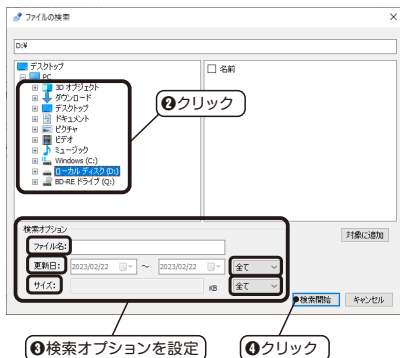 ファイルの検索
D:¥
デスクトップ
PC
3D オブジェクト
ダウンロード
デスクトップ
ドキュメント
ピクチャ
ビデオ
ミュージック
Windows (C:)
ローカル ディスク (D:)
BD-RE ドライブ (Q:)
名前
❷クリック
検索オプション
ファイル名:
対象に追加
更新日: 2023/02/22 ～ 2023/02/22 全て
サイズ: KB 全て
検索開始 キャンセル
❸検索オプションを設定
❹クリック